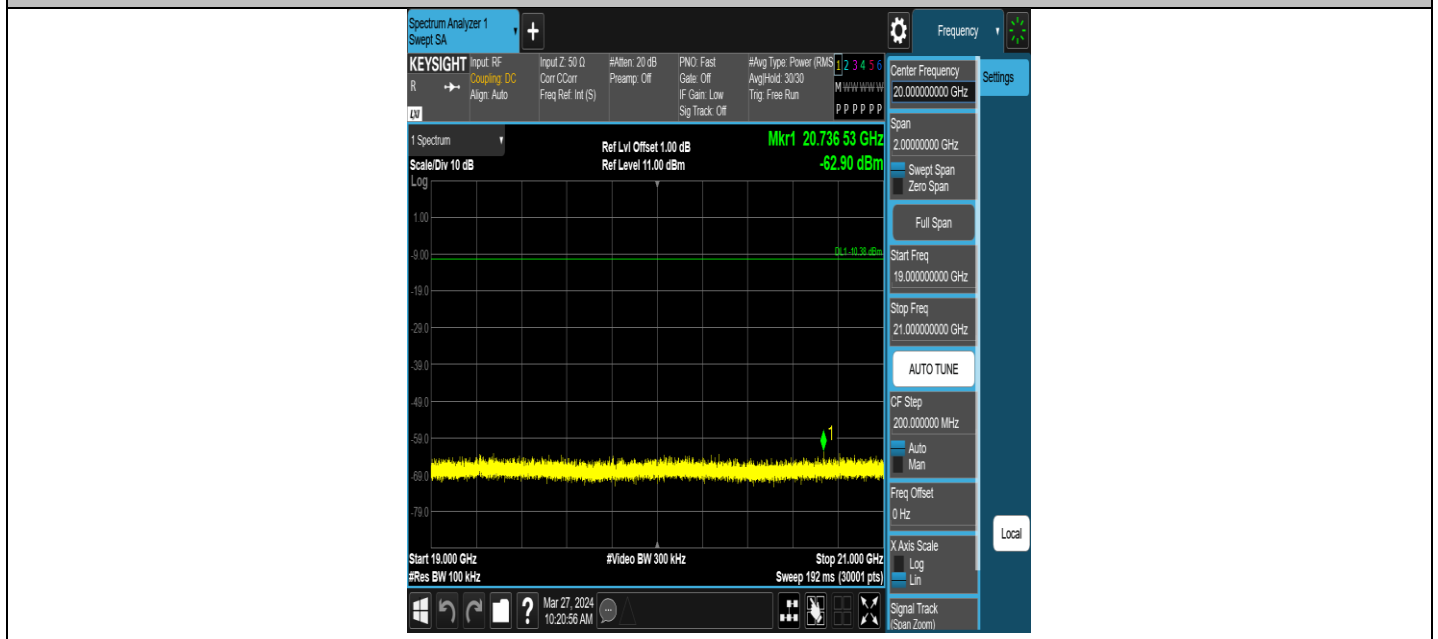 Spectrum Analyzer 1
Swept SA
+
Frequency
KEYSIGHT
R
LXI
Input: RF
Coupling: DC
Align: Auto
Input Z: 50 Ω
Corr CCorr
Freq Ref: Int (S)
#Atten: 20 dB
Preamp: Off
PNO: Fast
Gate: Off
IF Gain: Low
Sig Track: Off
#Avg Type: Power (RMS
Avg|Hold: 30/30
Trig: Free Run
1 2 3 4 5 6
M W W W W W
P P P P P P
1 Spectrum
Scale/Div 10 dB
Log
Ref Lvl Offset 1.00 dB
Ref Level 11.00 dBm
Mkr1 20.736 53 GHz
-62.90 dBm
1.00
-9.00
DL1 -10.38 dBm
-19.0
-29.0
-39.0
-49.0
-59.0
1
-69.0
-79.0
Start 19.000 GHz
#Res BW 100 kHz
#Video BW 300 kHz
Stop 21.000 GHz
Sweep 192 ms (30001 pts)
?
Mar 27, 2024
10:20:56 AM
Center Frequency
20.000000000 GHz
Span
2.00000000 GHz
Swept Span
Zero Span
Full Span
Start Freq
19.000000000 GHz
Stop Freq
21.000000000 GHz
AUTO TUNE
CF Step
200.000000 MHz
Auto
Man
Freq Offset
0 Hz
X Axis Scale
Log
Lin
Signal Track
(Span Zoom)
Settings
Local